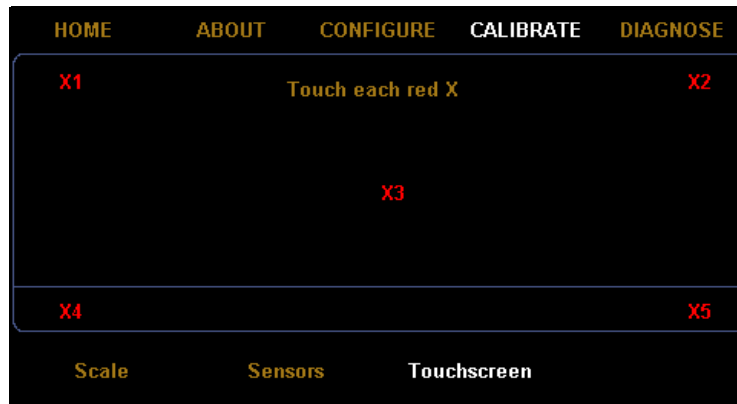 HOME ABOUT CONFIGURE CALIBRATE DIAGNOSE
X1 Touch each red X X2
X3
X4 X5
Scale Sensors Touchscreen